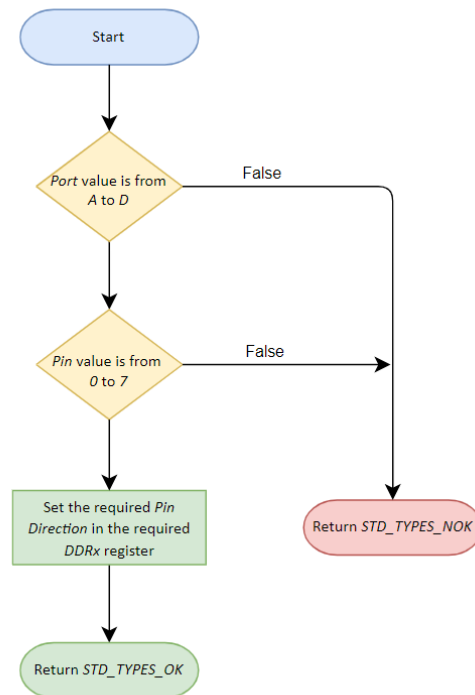 Start
Port value is from
A to D
False
Pin value is from
0 to 7
False
Set the required Pin
Direction in the required
DDRx register
Return STD_TYPES_NOK
Return STD_TYPES_OK